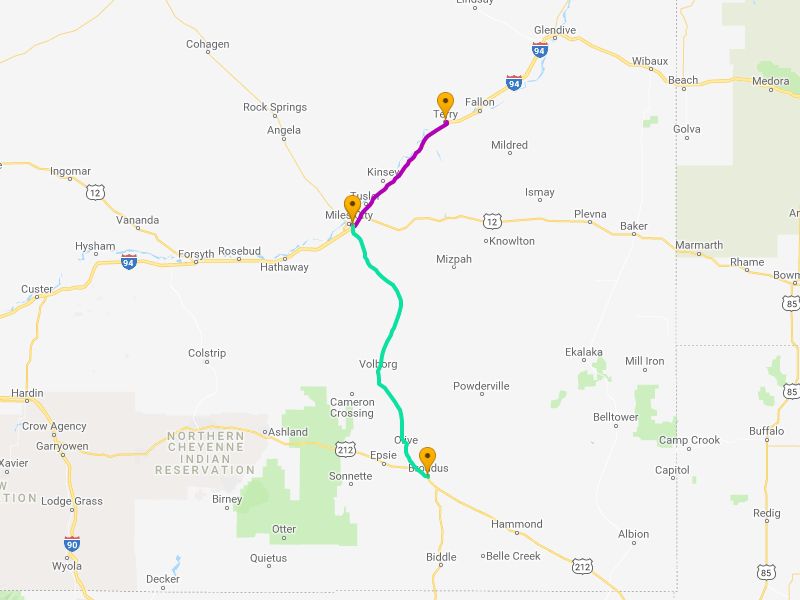 Lindsay
Glendive
94
Cohagen
Wibaux
94
Beach
Medora
Rock Springs
Terry
Fallon
Angela
Golva
Mildred
Kinsey
Ingomar
12
Tusler
Ismay
Miles City
12
Plevna
Vananda
Baker
Knowlton
Hysham
Forsyth
Rosebud
Marmarth
94
Hathaway
Mizpah
Rhame
Custer
85
Colstrip
Volborg
Ekalaka
Mill Iron
Powderville
Hardin
85
Cameron
Crossing
Belltower
Crow Agency
Ashland
Buffalo
NORTHERN
CHEYENNE
INDIAN
RESERVATION
Garryowen
Olive
Camp Crook
212
Epsie
Xavier
Broadus
Sonnette
Capitol
Birney
Lodge Grass
Redig
Hammond
Otter
Albion
90
Quietus
Biddle
Belle Creek
Wyola
212
Decker
85